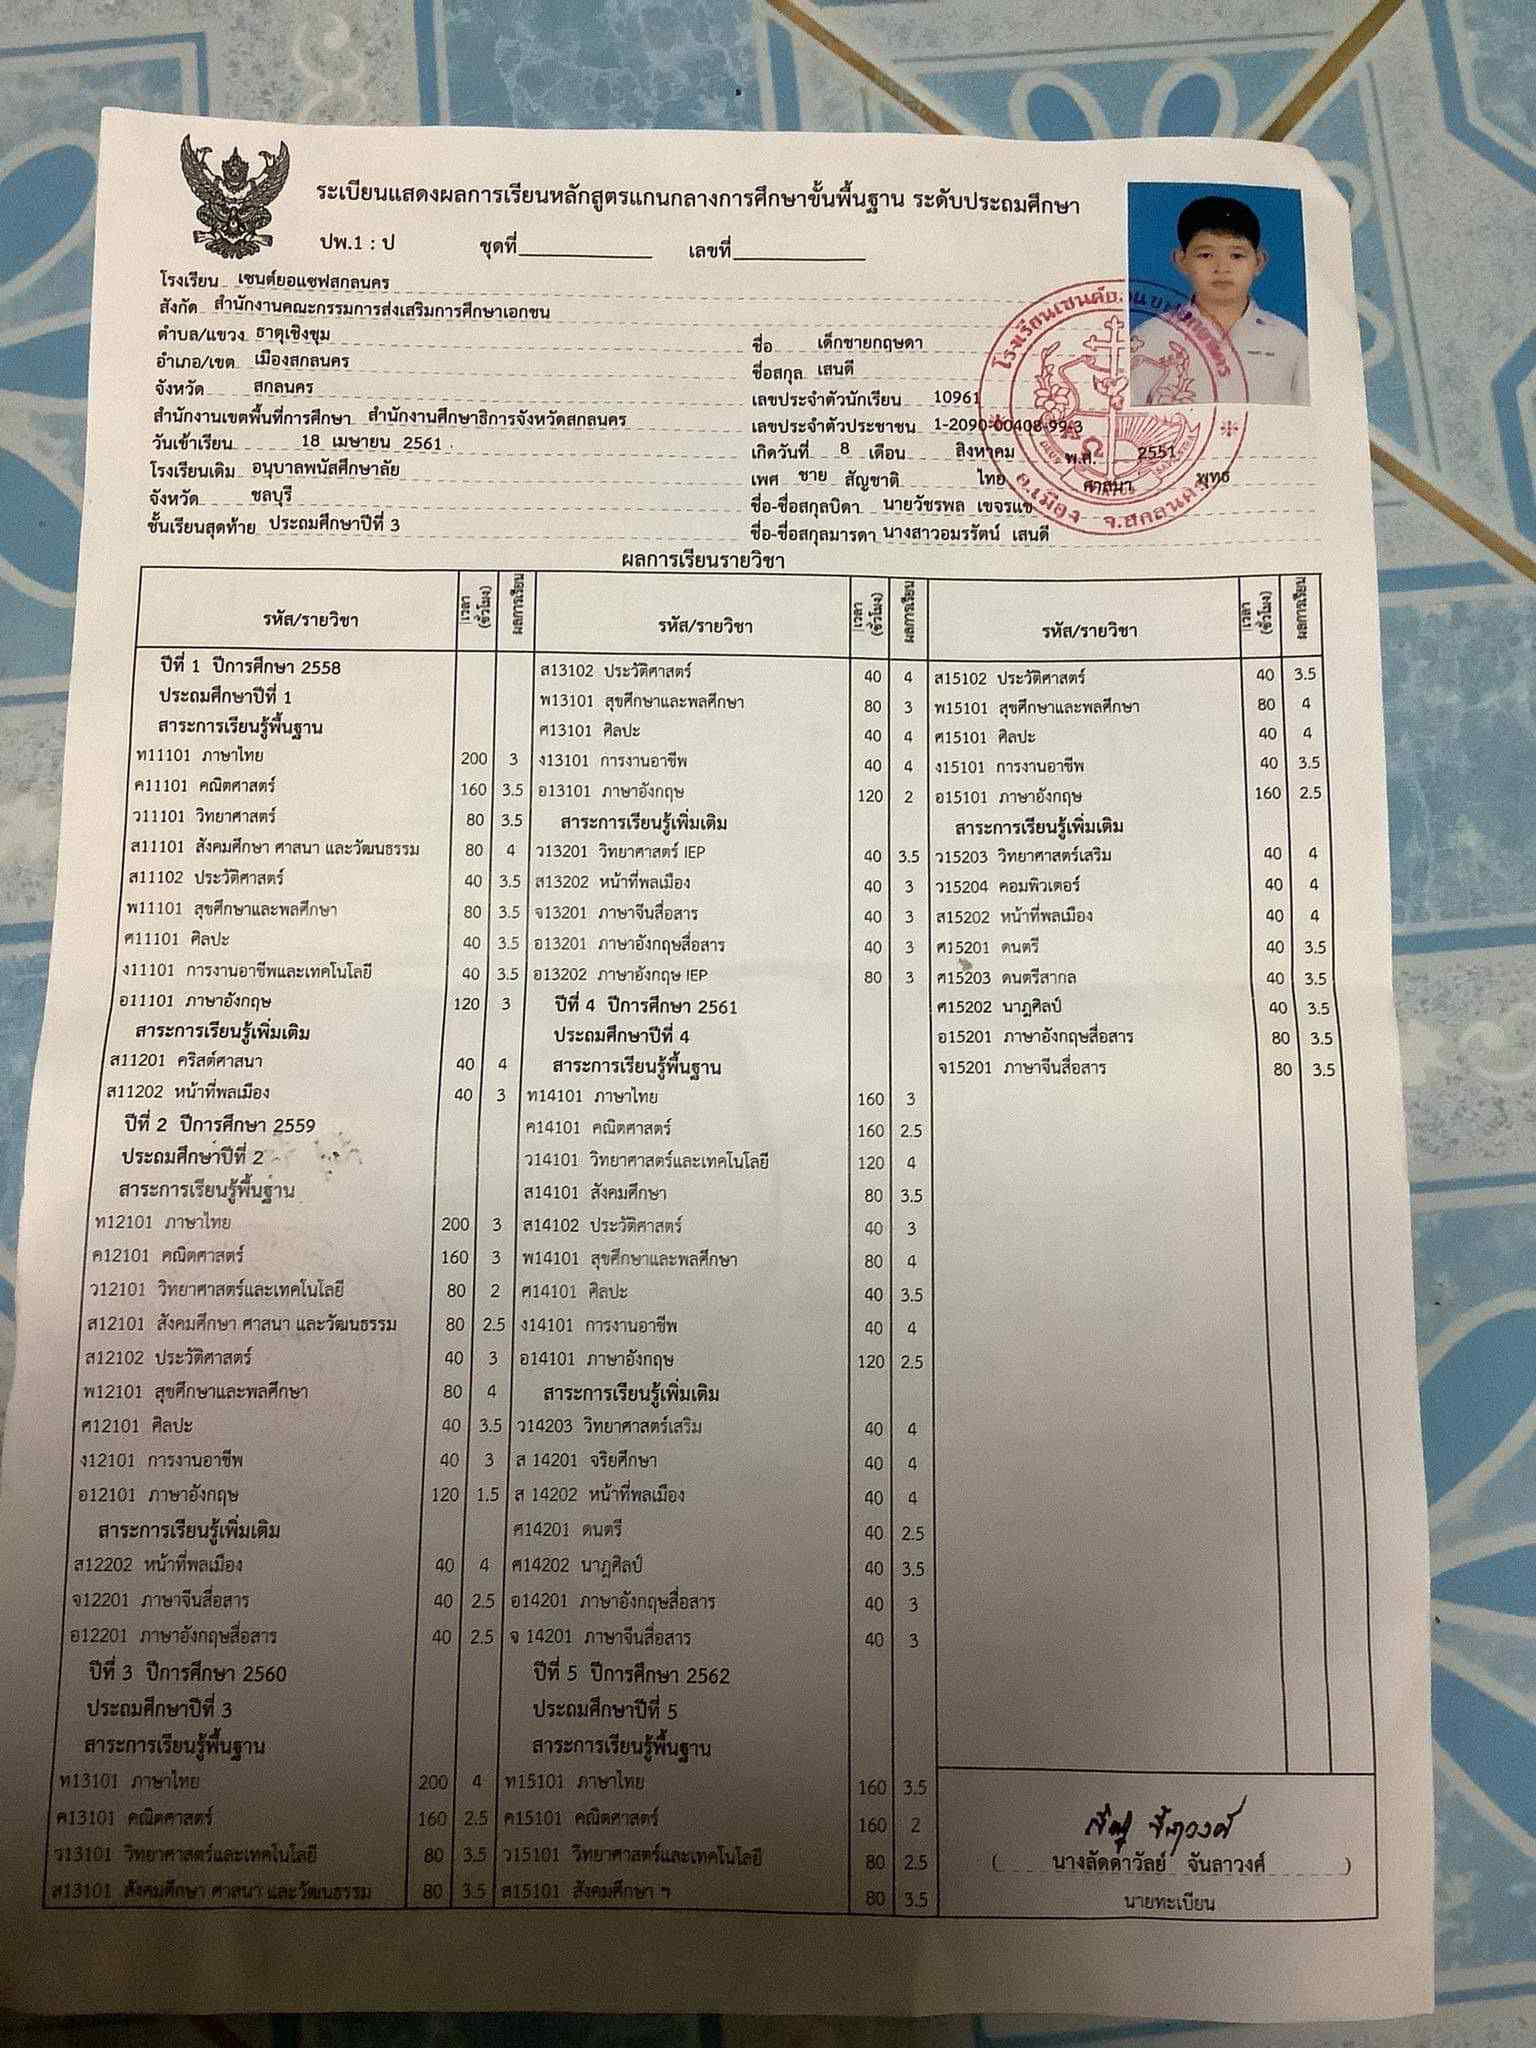 ระเบียนแสดงผลการเรียนหลักสูตรแกนกลางการศึกษาขั้นพื้นฐาน ระดับประถมศึกษา
ปพ.1 : ป ชุดที่ เลขที่
โรงเรียน เซนต์ยอแซฟสกลนคร
สังกัด สำนักงานคณะกรรมการส่งเสริมการศึกษาเอกชน
ตำบล/แขวง ธาตุเชิงชุม
อำเภอ/เขต เมืองสกลนคร
จังหวัด สกลนคร
สำนักงานเขตพื้นที่การศึกษา สำนักงานศึกษาธิการจังหวัดสกลนคร
วันเข้าเรียน 18 เมษายน 2561
โรงเรียนเดิม อนุบาลพนัสศึกษาลัย
จังหวัด ชลบุรี
ชั้นเรียนสุดท้าย ประถมศึกษาปีที่ 3
ชื่อ เด็กชายกฤษดา
ชื่อสกุล เสนดี
เลขประจำตัวนักเรียน 10961
เลขประจำตัวประชาชน 1-2090-00408-99-3
เกิดวันที่ 8 เดือน สิงหาคม พ.ศ. 2551
เพศ ชาย สัญชาติ ไทย ศาสนา พุทธ
ชื่อ-ชื่อสกุลบิดา นายวัชรพล
ชื่อ-ชื่อสกุลมารดา นางสาวอมรรัตน์ เสนดี
อ.เมือง จ.สกลนคร
ผลการเรียนรายวิชา
รหัส/รายวิชา เวลา (ชั่วโมง) ผลการเรียน
ปีที่ 1 ปีการศึกษา 2558
ประถมศึกษาปีที่ 1
สาระการเรียนรู้พื้นฐาน
ท11101 ภาษาไทย 200 3
ค11101 คณิตศาสตร์ 160 3.5
ว11101 วิทยาศาสตร์ 80 3.5
ส11101 สังคมศึกษา ศาสนา และวัฒนธรรม 80 4
ส11102 ประวัติศาสตร์ 40 3.5
พ11101 สุขศึกษาและพลศึกษา 80 3.5
ศ11101 ศิลปะ 40 3.5
ง11101 การงานอาชีพและเทคโนโลยี 40 3.5
อ11101 ภาษาอังกฤษ 120 3
สาระการเรียนรู้เพิ่มเติม
ส11201 คริสต์ศาสนา 40 4
ส11202 หน้าที่พลเมือง 40 3
ปีที่ 2 ปีการศึกษา 2559
ประถมศึกษาปีที่ 2
สาระการเรียนรู้พื้นฐาน
ท12101 ภาษาไทย 200 3
ค12101 คณิตศาสตร์ 160 3
ว12101 วิทยาศาสตร์และเทคโนโลยี 80 2
ส12101 สังคมศึกษา ศาสนา และวัฒนธรรม 80 2.5
ส12102 ประวัติศาสตร์ 40 3
พ12101 สุขศึกษาและพลศึกษา 80 4
ศ12101 ศิลปะ 40 3.5
ง12101 การงานอาชีพ 40 3
อ12101 ภาษาอังกฤษ 120 1.5
สาระการเรียนรู้เพิ่มเติม
ส12202 หน้าที่พลเมือง 40 4
จ12201 ภาษาจีนสื่อสาร 40 2.5
อ12201 ภาษาอังกฤษสื่อสาร 40 2.5
ปีที่ 3 ปีการศึกษา 2560
ประถมศึกษาปีที่ 3
สาระการเรียนรู้พื้นฐาน
ท13101 ภาษาไทย 200 4
ค13101 คณิตศาสตร์ 160 2.5
ว13101 วิทยาศาสตร์และเทคโนโลยี 80 3.5
ส13101 สังคมศึกษา ศาสนา และวัฒนธรรม 80 3.5
รหัส/รายวิชา เวลา (ชั่วโมง) ผลการเรียน
ส13102 ประวัติศาสตร์ 40 4
พ13101 สุขศึกษาและพลศึกษา 80 3
ศ13101 ศิลปะ 40 4
ง13101 การงานอาชีพ 40 4
อ13101 ภาษาอังกฤษ 120 2
สาระการเรียนรู้เพิ่มเติม
ว13201 วิทยาศาสตร์ IEP 40 3.5
ส13202 หน้าที่พลเมือง 40 3
จ13201 ภาษาจีนสื่อสาร 40 3
อ13201 ภาษาอังกฤษสื่อสาร 40 3
อ13202 ภาษาอังกฤษ IEP 80 3
ปีที่ 4 ปีการศึกษา 2561
ประถมศึกษาปีที่ 4
สาระการเรียนรู้พื้นฐาน
ท14101 ภาษาไทย 160 3
ค14101 คณิตศาสตร์ 160 2.5
ว14101 วิทยาศาสตร์และเทคโนโลยี 120 4
ส14101 สังคมศึกษา 80 3.5
ส14102 ประวัติศาสตร์ 40 3
พ14101 สุขศึกษาและพลศึกษา 80 4
ศ14101 ศิลปะ 40 3.5
ง14101 การงานอาชีพ 40 4
อ14101 ภาษาอังกฤษ 120 2.5
สาระการเรียนรู้เพิ่มเติม
ว14203 วิทยาศาสตร์เสริม 40 4
ส 14201 จริยศึกษา 40 4
ส 14202 หน้าที่พลเมือง 40 4
ศ14201 ดนตรี 40 2.5
ศ14202 นาฎศิลป์ 40 3.5
อ14201 ภาษาอังกฤษสื่อสาร 40 3
จ 14201 ภาษาจีนสื่อสาร 40 3
ปีที่ 5 ปีการศึกษา 2562
ประถมศึกษาปีที่ 5
สาระการเรียนรู้พื้นฐาน
ท15101 ภาษาไทย 160 3.5
ค15101 คณิตศาสตร์ 160 2
ว15101 วิทยาศาสตร์และเทคโนโลยี 80 2.5
ส15101 สังคมศึกษา ฯ 80 3.5
รหัส/รายวิชา เวลา (ชั่วโมง) ผลการเรียน
ส15102 ประวัติศาสตร์ 40 3.5
พ15101 สุขศึกษาและพลศึกษา 80 4
ศ15101 ศิลปะ 40 4
ง15101 การงานอาชีพ 40 3.5
อ15101 ภาษาอังกฤษ 160 2.5
สาระการเรียนรู้เพิ่มเติม
ว15203 วิทยาศาสตร์เสริม 40 4
ว15204 คอมพิวเตอร์ 40 4
ส15202 หน้าที่พลเมือง 40 4
ศ15201 ดนตรี 40 3.5
ศ15203 ดนตรีสากล 40 3.5
ศ15202 นาฎศิลป์ 40 3.5
อ15201 ภาษาอังกฤษสื่อสาร 80 3.5
จ15201 ภาษาจีนสื่อสาร 80 3.5
( นางลัดดาวัลย์ จันลาวงศ์ )
นายทะเบียน